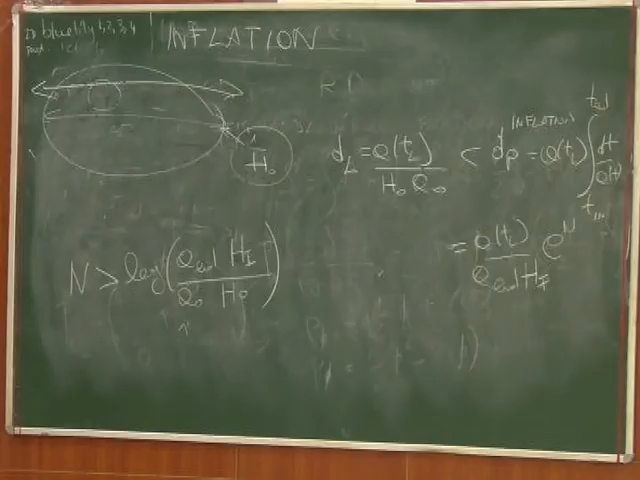 INFLATION
1/H₀
d_L = a(t_L)/(H₀ a₀) < d_p^INFLATION = a(t_L) ∫_{t_in}^{t_end} dt/a(t)
= a(t_L)/(a_end H_I) e^N
N > log(a_end H_I / a₀ H₀)